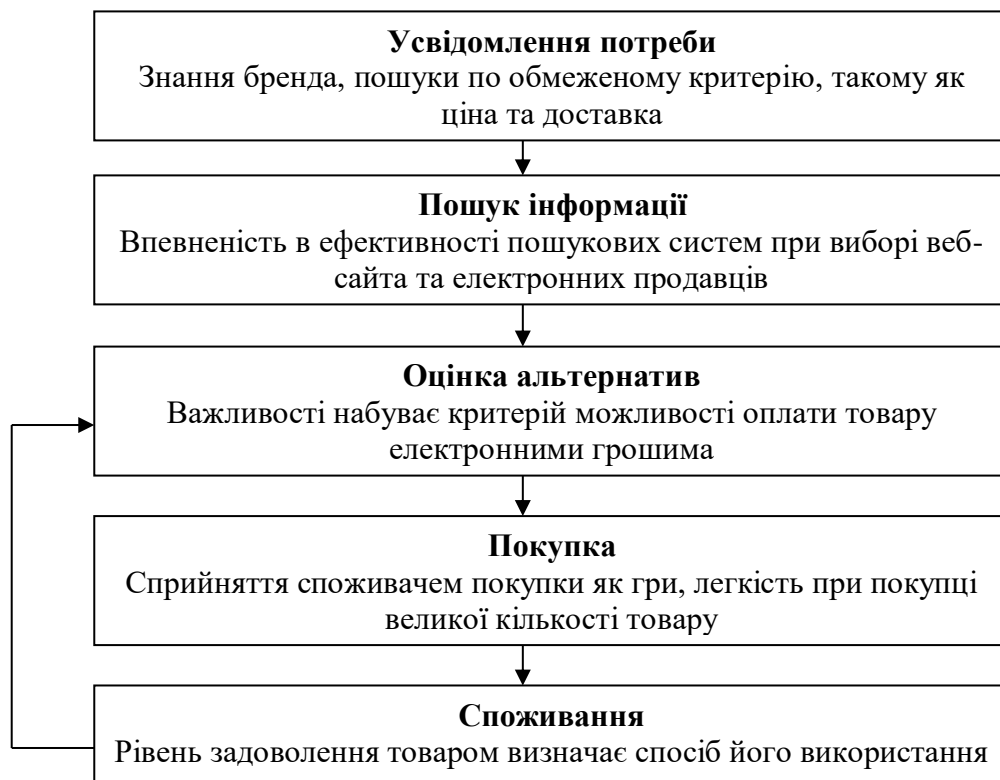 Усвідомлення потреби
Знання бренда, пошуки по обмеженому критерію, такому як
ціна та доставка
Пошук інформації
Впевненість в ефективності пошукових систем при виборі веб-
сайта та електронних продавців
Оцінка альтернатив
Важливості набуває критерій можливості оплати товару
електронними грошима
Покупка
Сприйняття споживачем покупки як гри, легкість при покупці
великої кількості товару
Споживання
Рівень задоволення товаром визначає спосіб його використання